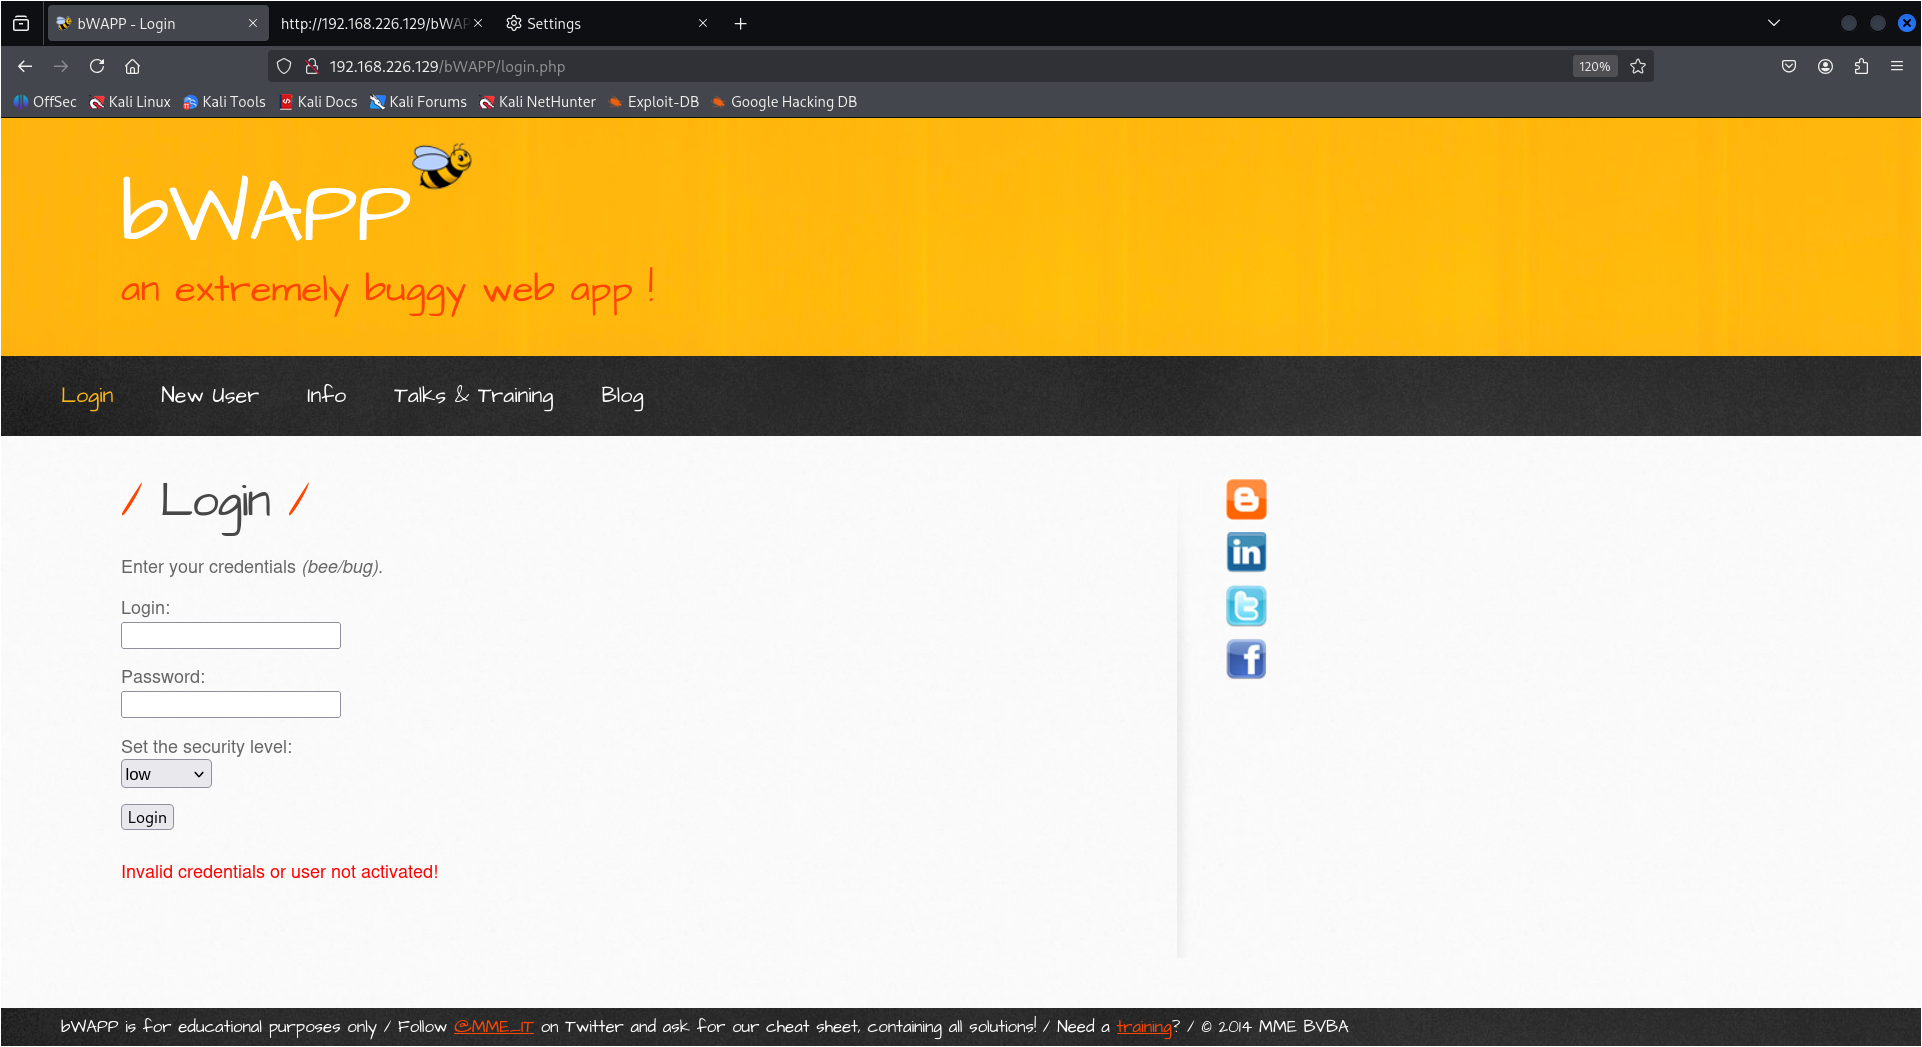 bWAPP - Login
http://192.168.226.129/bWAP
Settings
192.168.226.129/bWAPP/login.php
120%
OffSec
Kali Linux
Kali Tools
Kali Docs
Kali Forums
Kali NetHunter
Exploit-DB
Google Hacking DB
bWAPP
an extremely buggy web app !
Login
New User
Info
Talks & Training
Blog
/ Login /
Enter your credentials (bee/bug).
Login:
Password:
Set the security level:
low
Login
Invalid credentials or user not activated!
bWAPP is for educational purposes only / Follow @MME_IT on Twitter and ask for our cheat sheet, containing all solutions! / Need a training? / © 2014 MME BVBA